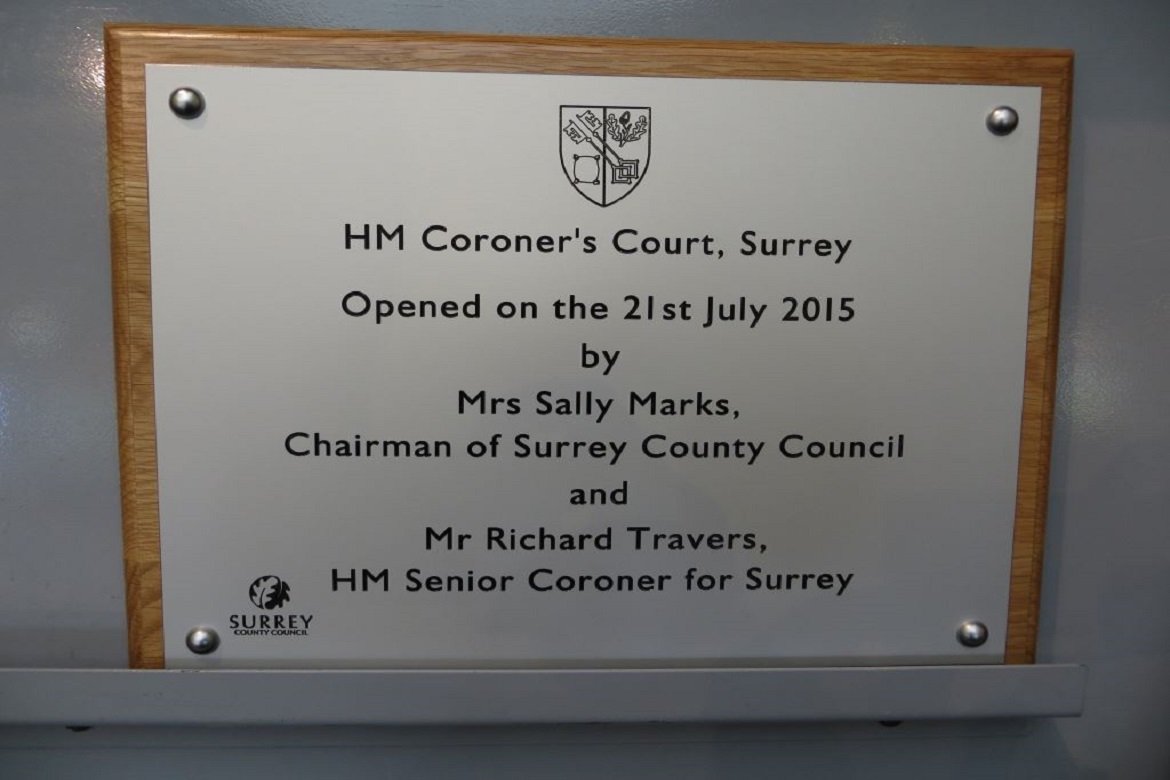 HM Coroner's Court, Surrey
Opened on the 21st July 2015
by
Mrs Sally Marks,
Chairman of Surrey County Council
and
Mr Richard Travers,
HM Senior Coroner for Surrey
SURREY
COUNTY COUNCIL